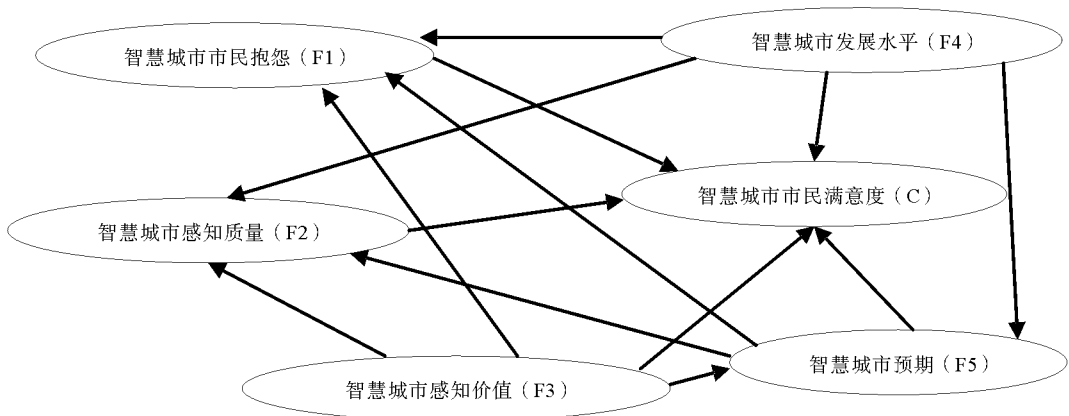 智慧城市市民抱怨（F1）
智慧城市发展水平（F4）
智慧城市市民满意度（C）
智慧城市感知质量（F2）
智慧城市预期（F5）
智慧城市感知价值（F3）